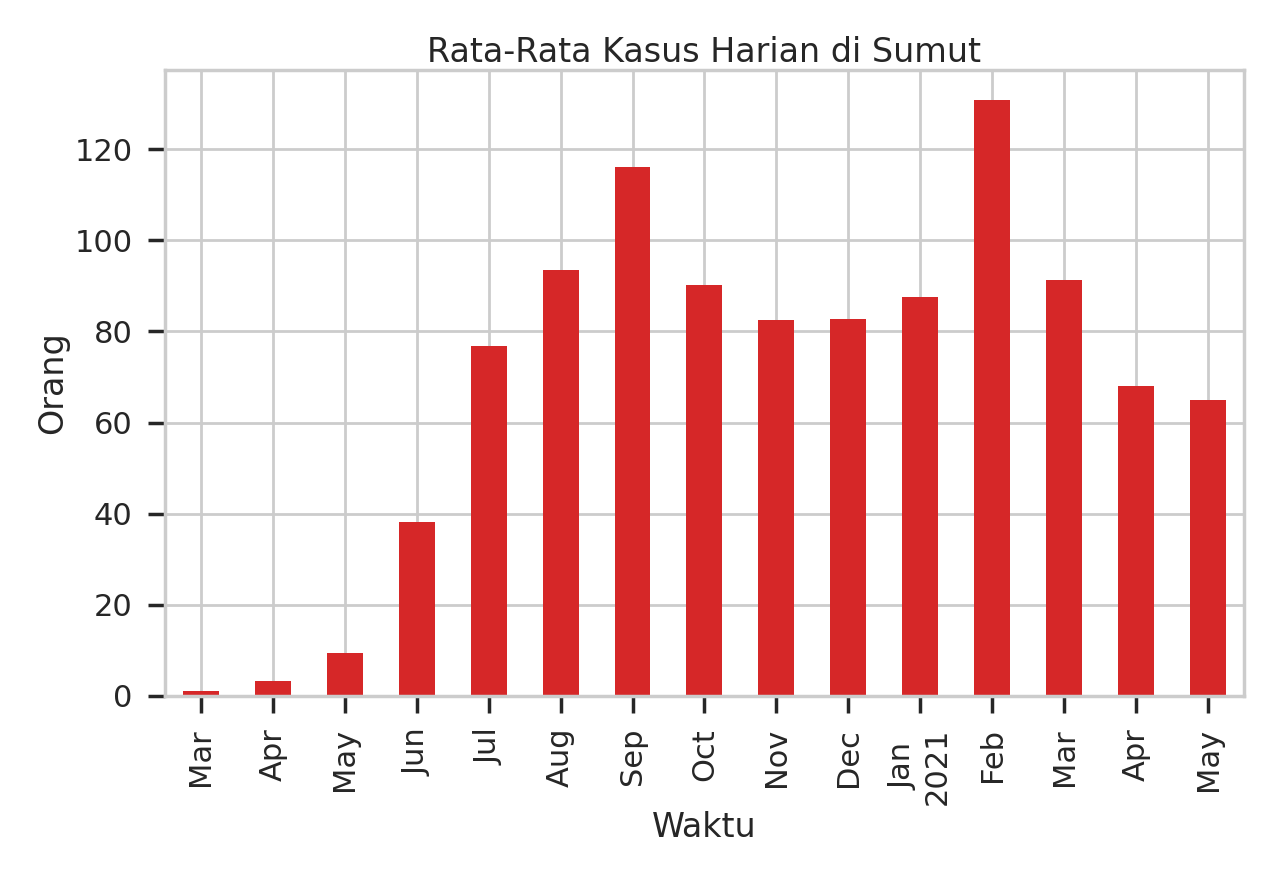 Rata-Rata Kasus Harian di Sumut
Orang
120
100
80
60
40
20
0
Mar
Apr
May
Jun
Jul
Aug
Sep
Oct
Nov
Dec
Jan
2021
Feb
Mar
Apr
May
Waktu